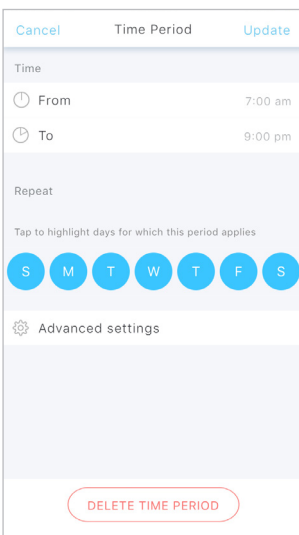 Cancel Time Period Update
Time
From 7:00 am
To 9:00 pm
Repeat
Tap to highlight days for which this period applies
S M T W T F S
Advanced settings
DELETE TIME PERIOD